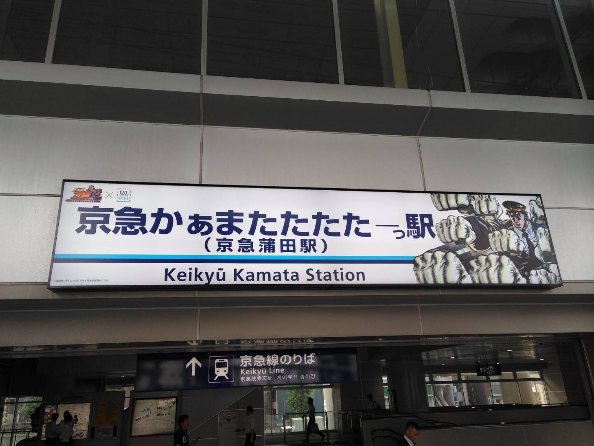 京急かぁまたたたたーっ駅
(京急蒲田駅)
Keikyū Kamata Station
京急線のりば
Keikyū Line